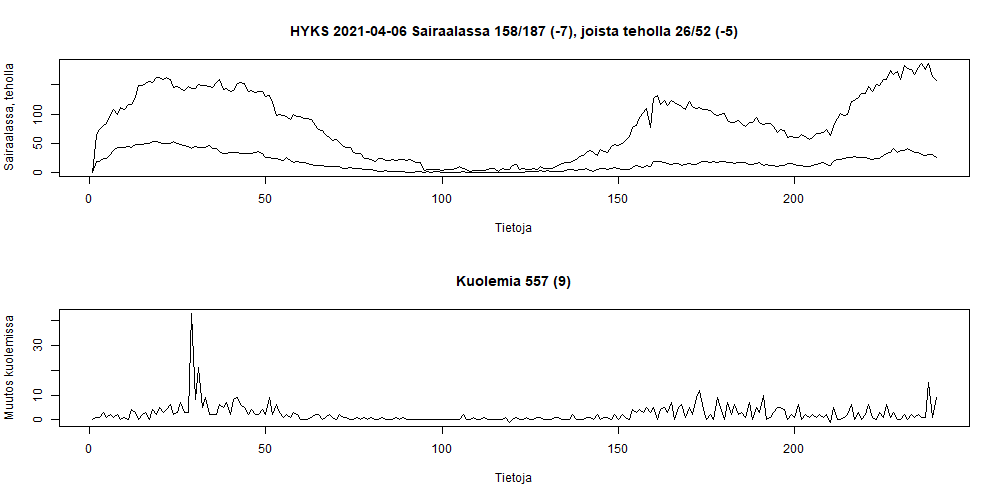 HYKS 2021-04-06 Sairaalassa 158/187 (-7), joista teholla 26/52 (-5)
Sairaalassa, teholla
100
50
0
0 50 100 150 200
Tietoja
Kuolemia 557 (9)
Muutos kuolemissa
30
10
0
0 50 100 150 200
Tietoja